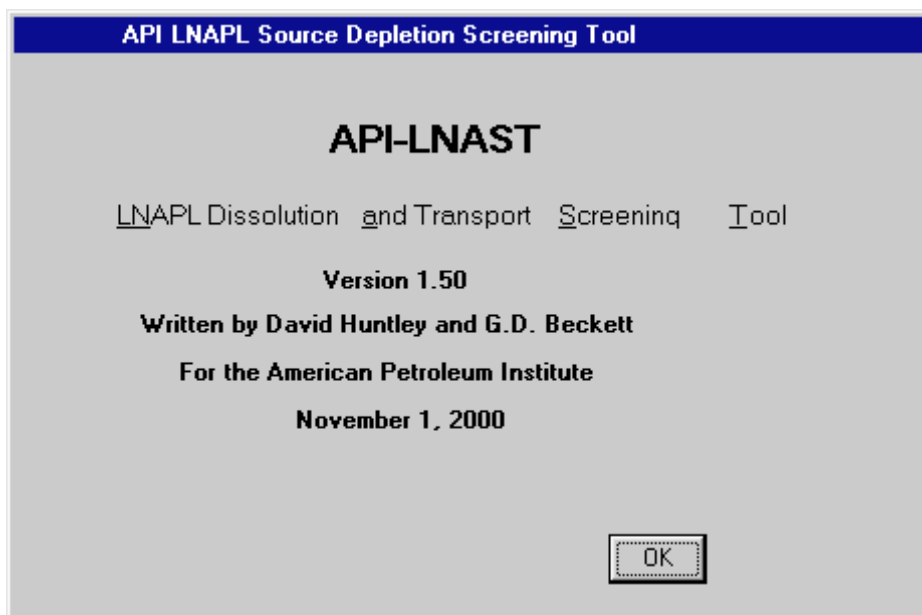 API LNAPL Source Depletion Screening Tool
API-LNAST
LNAPL Dissolution and Transport Screening Tool
Version 1.50
Written by David Huntley and G.D. Beckett
For the American Petroleum Institute
November 1, 2000
OK